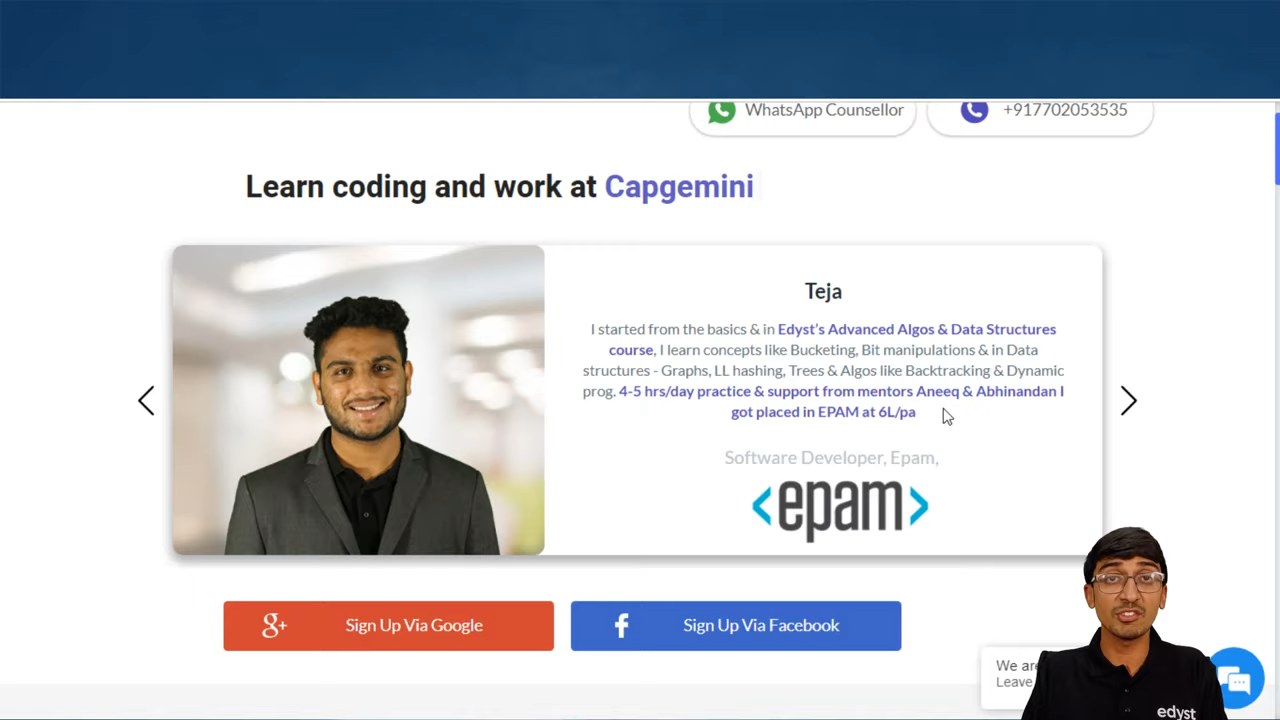 WhatsApp Counsellor
+917702053535
Learn coding and work at Capgemini
Teja
I started from the basics & in Edyst's Advanced Algos & Data Structures
course, I learn concepts like Bucketing, Bit manipulations & in Data
structures - Graphs, LL hashing, Trees & Algos like Backtracking & Dynamic
prog. 4-5 hrs/day practice & support from mentors Aneeq & Abhinandan I
got placed in EPAM at 6L/pa
Software Developer, Epam,
<epam>
g+ Sign Up Via Google
f Sign Up Via Facebook
We are
Leave
edyst